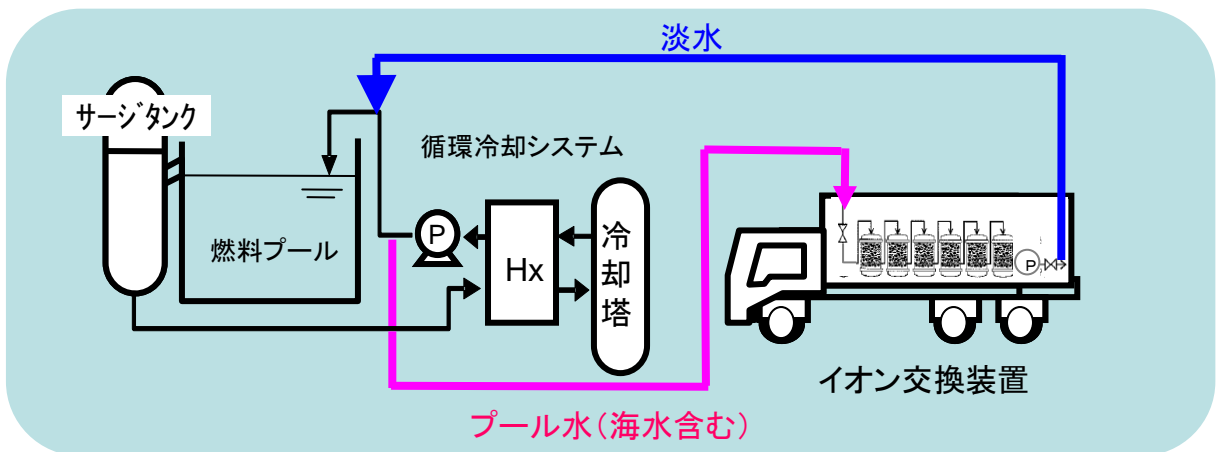 淡水
サージタンク
循環冷却システム
燃料プール
P
Hx
冷却塔
P
イオン交換装置
プール水(海水含む)